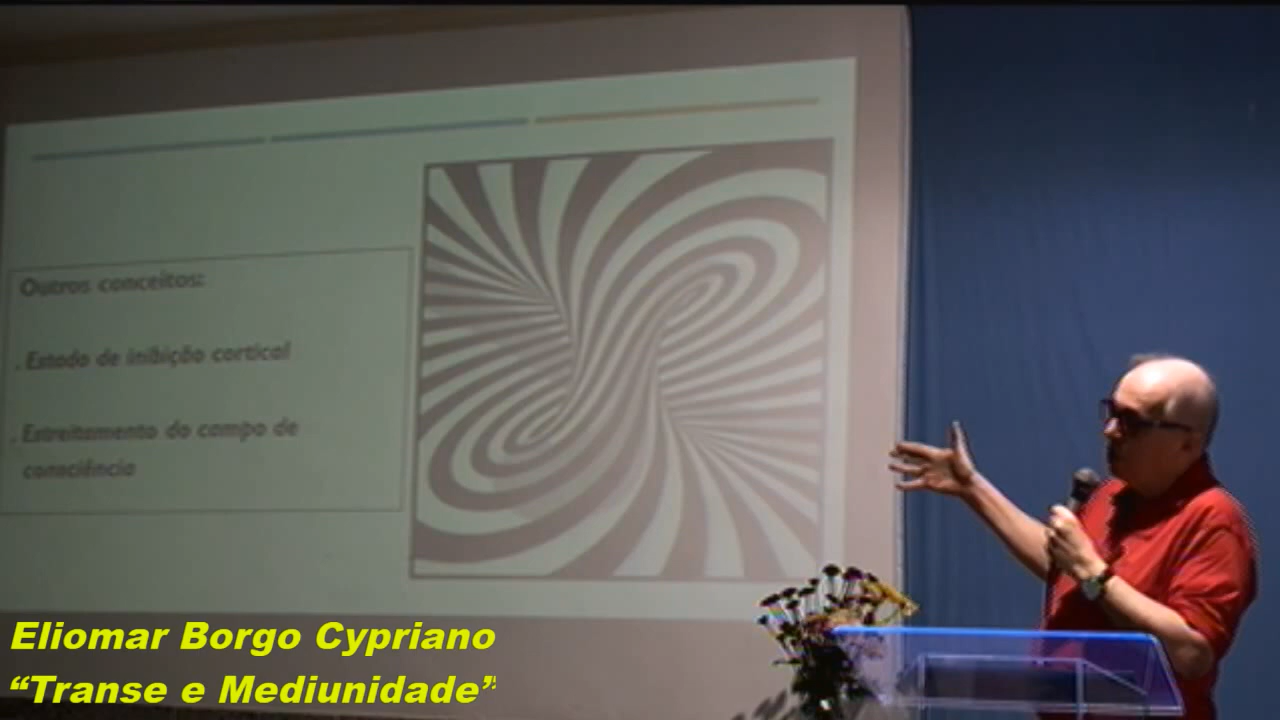 Outros conceitos:
. Estado de inibição cortical
. Estreitamento do campo de
consciência
Eliomar Borgo Cypriano
“Transe e Mediunidade”